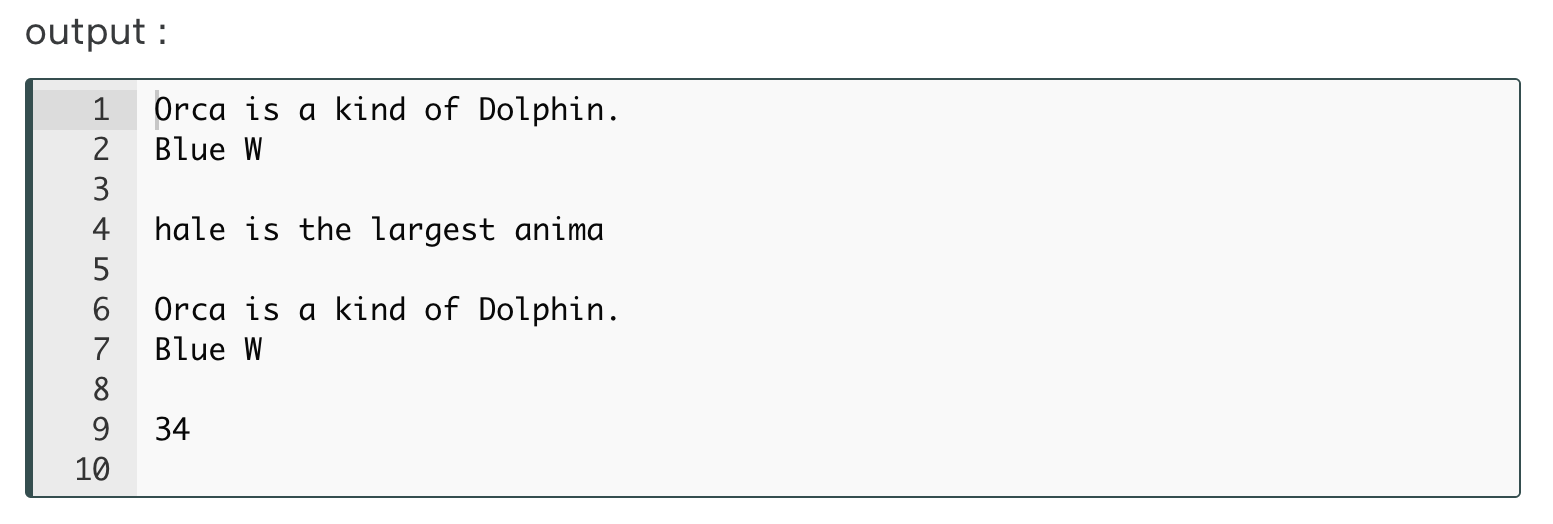 output :
1 Orca is a kind of Dolphin.
2 Blue W
3
4 hale is the largest anima
5
6 Orca is a kind of Dolphin.
7 Blue W
8
9 34
10